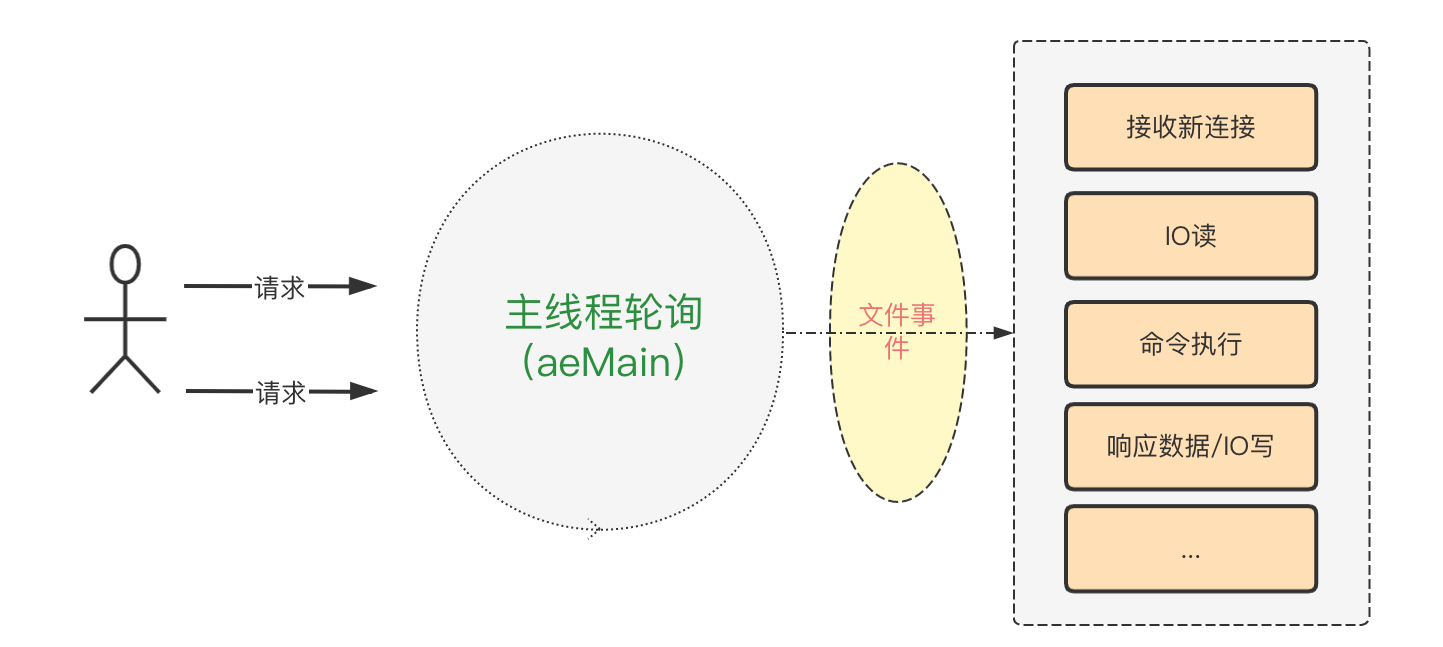 请求
请求
主线程轮询
（aeMain）
文件事
件
接收新连接
IO读
命令执行
响应数据/IO写
...